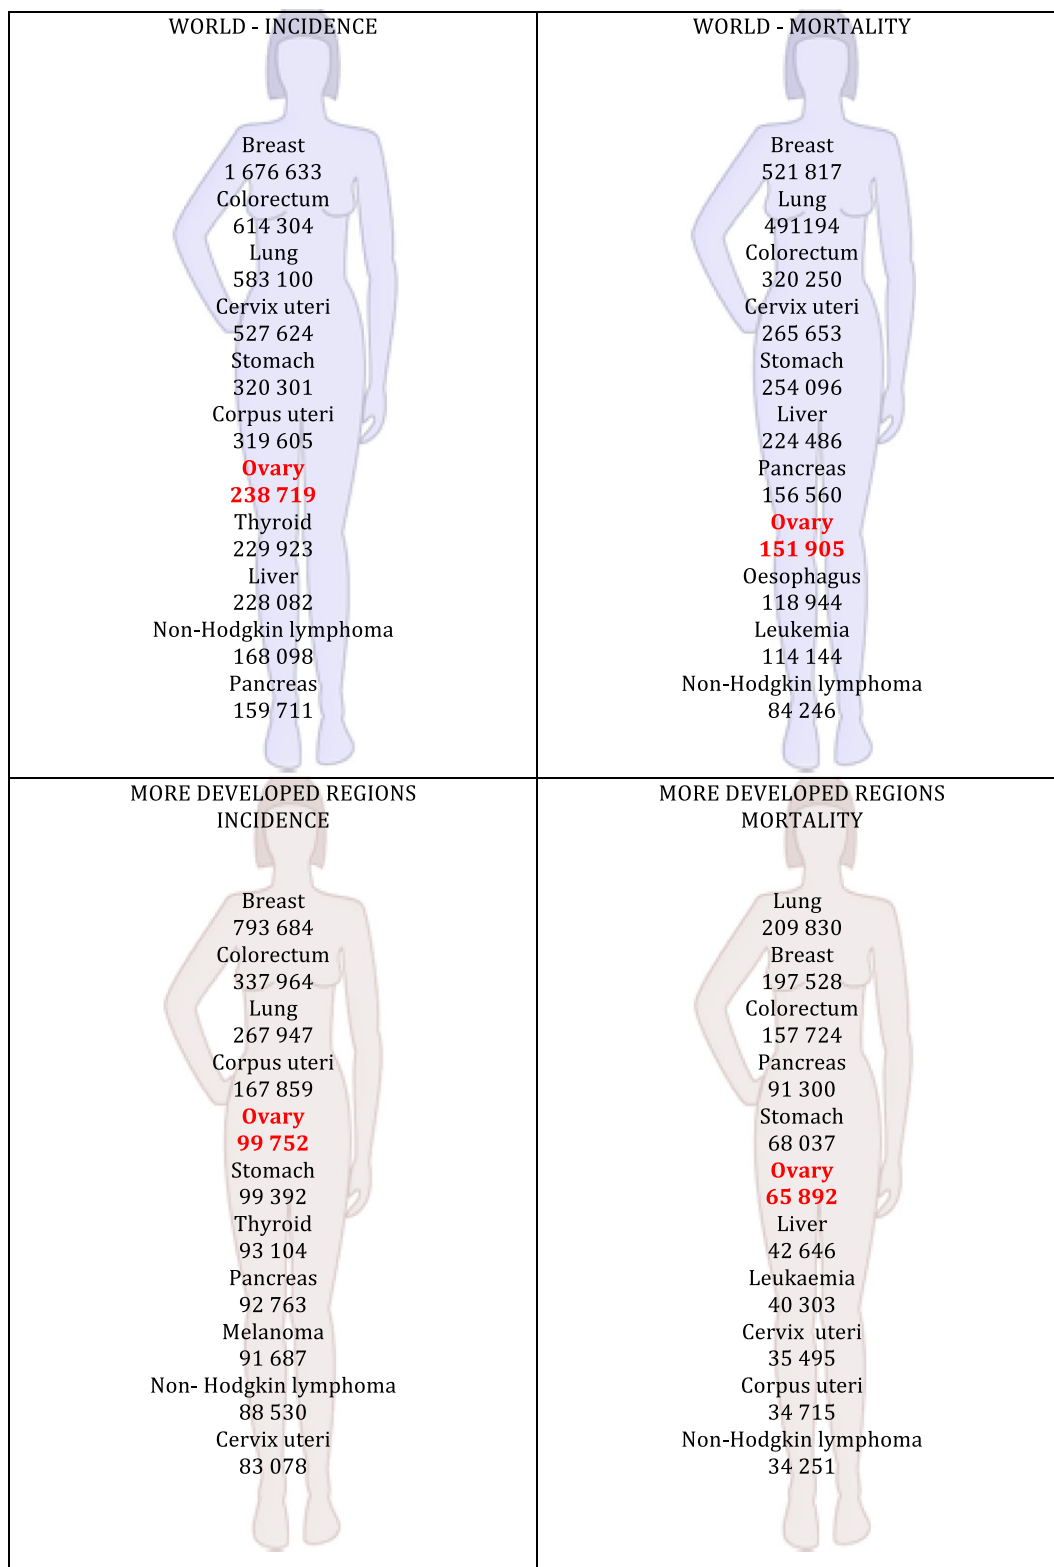 WORLD - INCIDENCE
Breast
1 676 633
Colorectum
614 304
Lung
583 100
Cervix uteri
527 624
Stomach
320 301
Corpus uteri
319 605
Ovary
238 719
Thyroid
229 923
Liver
228 082
Non-Hodgkin lymphoma
168 098
Pancreas
159 711
WORLD - MORTALITY
Breast
521 817
Lung
491194
Colorectum
320 250
Cervix uteri
265 653
Stomach
254 096
Liver
224 486
Pancreas
156 560
Ovary
151 905
Oesophagus
118 944
Leukemia
114 144
Non-Hodgkin lymphoma
84 246
MORE DEVELOPED REGIONS
INCIDENCE
Breast
793 684
Colorectum
337 964
Lung
267 947
Corpus uteri
167 859
Ovary
99 752
Stomach
99 392
Thyroid
93 104
Pancreas
92 763
Melanoma
91 687
Non- Hodgkin lymphoma
88 530
Cervix uteri
83 078
MORE DEVELOPED REGIONS
MORTALITY
Lung
209 830
Breast
197 528
Colorectum
157 724
Pancreas
91 300
Stomach
68 037
Ovary
65 892
Liver
42 646
Leukaemia
40 303
Cervix  uteri
35 495
Corpus uteri
34 715
Non-Hodgkin lymphoma
34 251